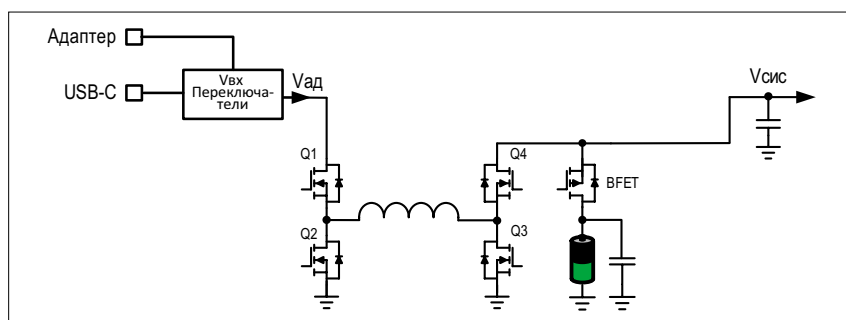 Адаптер
USB-C
Vвх
Переключа-
тели
Vад
Vсис
Q1
Q4
BFET
Q2
Q3